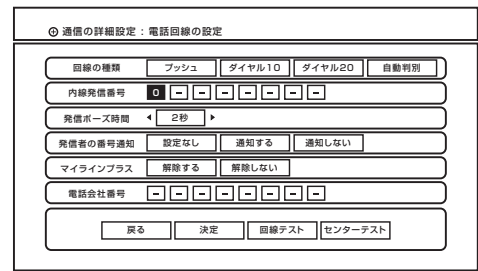 ⊕ 通信の詳細設定：電話回線の設定
回線の種類 プッシュ ダイヤル10 ダイヤル20 自動判別
内線発信番号 0 - - - - - - -
発信ポーズ時間 2秒
発信者の番号通知 設定なし 通知する 通知しない
マイラインプラス 解除する 解除しない
電話会社番号 - - - - - - - -
戻る 決定 回線テスト センターテスト